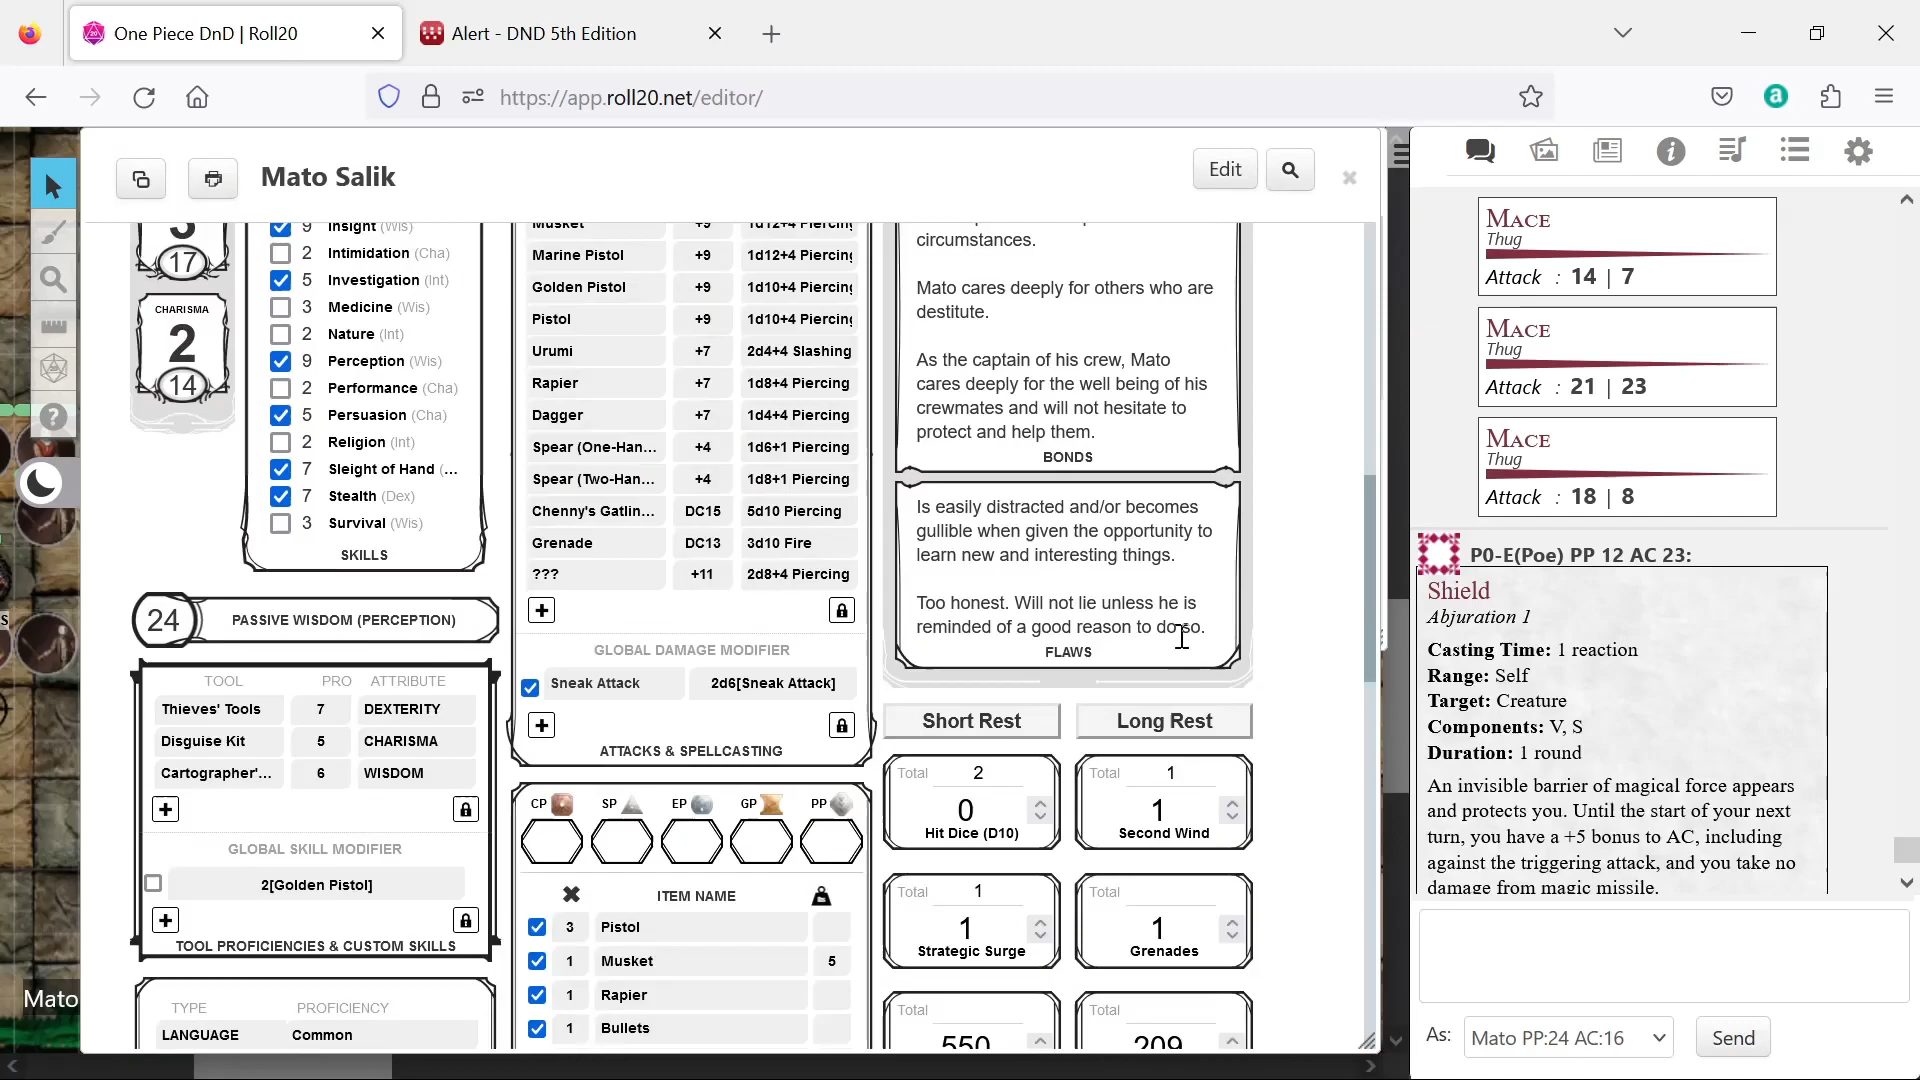 One Piece DnD | Roll20
Alert - DND 5th Edition
https://app.roll20.net/editor/
Mato Salik
Edit
3
17
CHARISMA
2
14
9 Insight (Wis)
2 Intimidation (Cha)
5 Investigation (Int)
3 Medicine (Wis)
2 Nature (Int)
9 Perception (Wis)
2 Performance (Cha)
5 Persuasion (Cha)
2 Religion (Int)
7 Sleight of Hand (...
7 Stealth (Dex)
3 Survival (Wis)
SKILLS
24 PASSIVE WISDOM (PERCEPTION)
TOOL PRO ATTRIBUTE
Thieves' Tools 7 DEXTERITY
Disguise Kit 5 CHARISMA
Cartographer'... 6 WISDOM
GLOBAL SKILL MODIFIER
2[Golden Pistol]
TOOL PROFICIENCIES & CUSTOM SKILLS
TYPE PROFICIENCY
LANGUAGE Common
Mato
Musket +9 1d12+4 Piercing
Marine Pistol +9 1d12+4 Piercing
Golden Pistol +9 1d10+4 Piercing
Pistol +9 1d10+4 Piercing
Urumi +7 2d4+4 Slashing
Rapier +7 1d8+4 Piercing
Dagger +7 1d4+4 Piercing
Spear (One-Han... +4 1d6+1 Piercing
Spear (Two-Han... +4 1d8+1 Piercing
Chenny's Gatlin... DC15 5d10 Piercing
Grenade DC13 3d10 Fire
??? +11 2d8+4 Piercing
GLOBAL DAMAGE MODIFIER
Sneak Attack 2d6[Sneak Attack]
ATTACKS & SPELLCASTING
CP SP EP GP PP
ITEM NAME
3 Pistol
1 Musket 5
1 Rapier
1 Bullets
circumstances.
Mato cares deeply for others who are
destitute.
As the captain of his crew, Mato
cares deeply for the well being of his
crewmates and will not hesitate to
protect and help them.
BONDS
Is easily distracted and/or becomes
gullible when given the opportunity to
learn new and interesting things.
Too honest. Will not lie unless he is
reminded of a good reason to do so.
FLAWS
Short Rest Long Rest
Total 2
0
Hit Dice (D10)
Total 1
1
Second Wind
Total 1
1
Strategic Surge
Total
1
Grenades
Total
550
Total
209
MACE
Thug
Attack : 14 | 7
MACE
Thug
Attack : 21 | 23
MACE
Thug
Attack : 18 | 8
P0-E(Poe) PP 12 AC 23:
Shield
Abjuration 1
Casting Time: 1 reaction
Range: Self
Target: Creature
Components: V, S
Duration: 1 round
An invisible barrier of magical force appears
and protects you. Until the start of your next
turn, you have a +5 bonus to AC, including
against the triggering attack, and you take no
damage from magic missile.
As: Mato PP:24 AC:16 Send